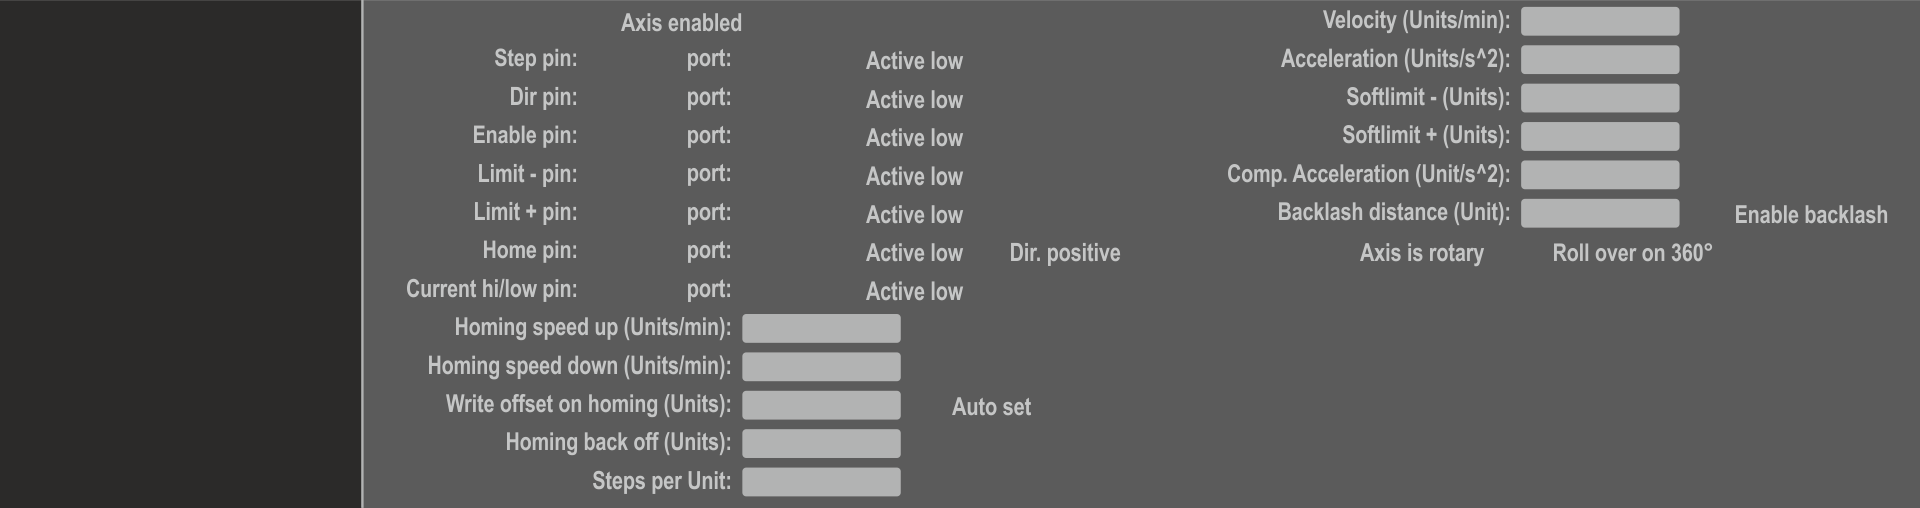 Axis enabled
Step pin: port: Active low
Dir pin: port: Active low
Enable pin: port: Active low
Limit - pin: port: Active low
Limit + pin: port: Active low
Home pin: port: Active low Dir. positive
Current hi/low pin: port: Active low
Homing speed up (Units/min):
Homing speed down (Units/min):
Write offset on homing (Units): Auto set
Homing back off (Units):
Steps per Unit:
Velocity (Units/min):
Acceleration (Units/s^2):
Softlimit - (Units):
Softlimit + (Units):
Comp. Acceleration (Unit/s^2):
Backlash distance (Unit): Enable backlash
Axis is rotary Roll over on 360°